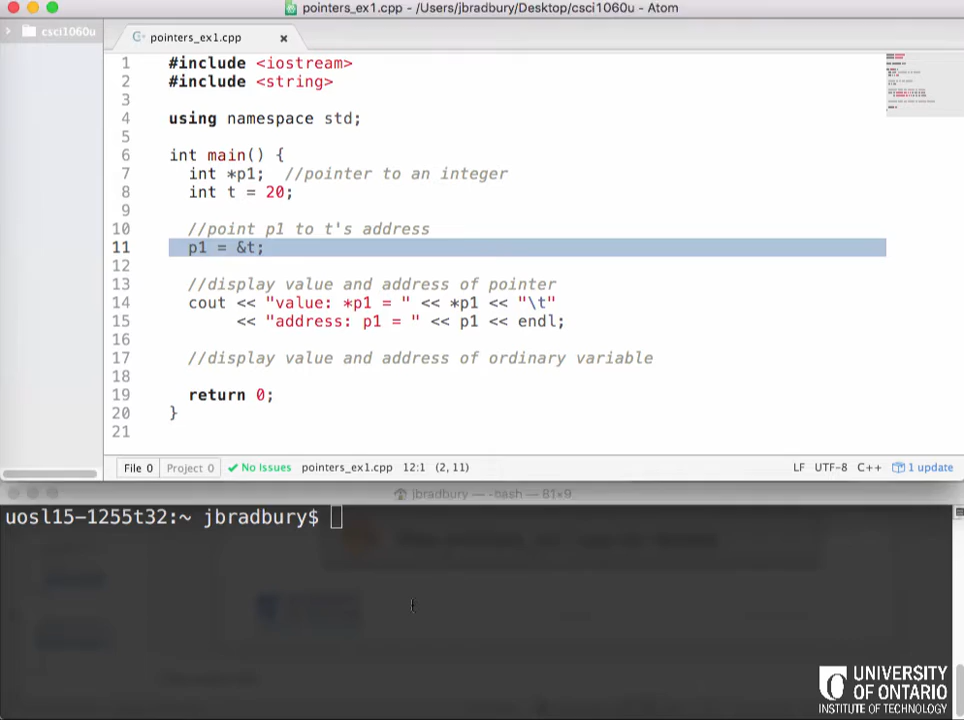 pointers_ex1.cpp - /Users/jbradbury/Desktop/csci1060u - Atom
csci1060u
pointers_ex1.cpp
1 #include <iostream>
2 #include <string>
3
4 using namespace std;
5
6 int main() {
7 int *p1; //pointer to an integer
8 int t = 20;
9
10 //point p1 to t's address
11 p1 = &t;
12
13 //display value and address of pointer
14 cout << "value: *p1 = " << *p1 << "\t"
15 << "address: p1 = " << p1 << endl;
16
17 //display value and address of ordinary variable
18
19 return 0;
20 }
21
File 0 Project 0 No Issues pointers_ex1.cpp 12:1 (2, 11) LF UTF-8 C++ 1 update
jbradbury — -bash — 81×9
uosl15-1255t32:~ jbradbury$
UNIVERSITY
OF ONTARIO
INSTITUTE OF TECHNOLOGY